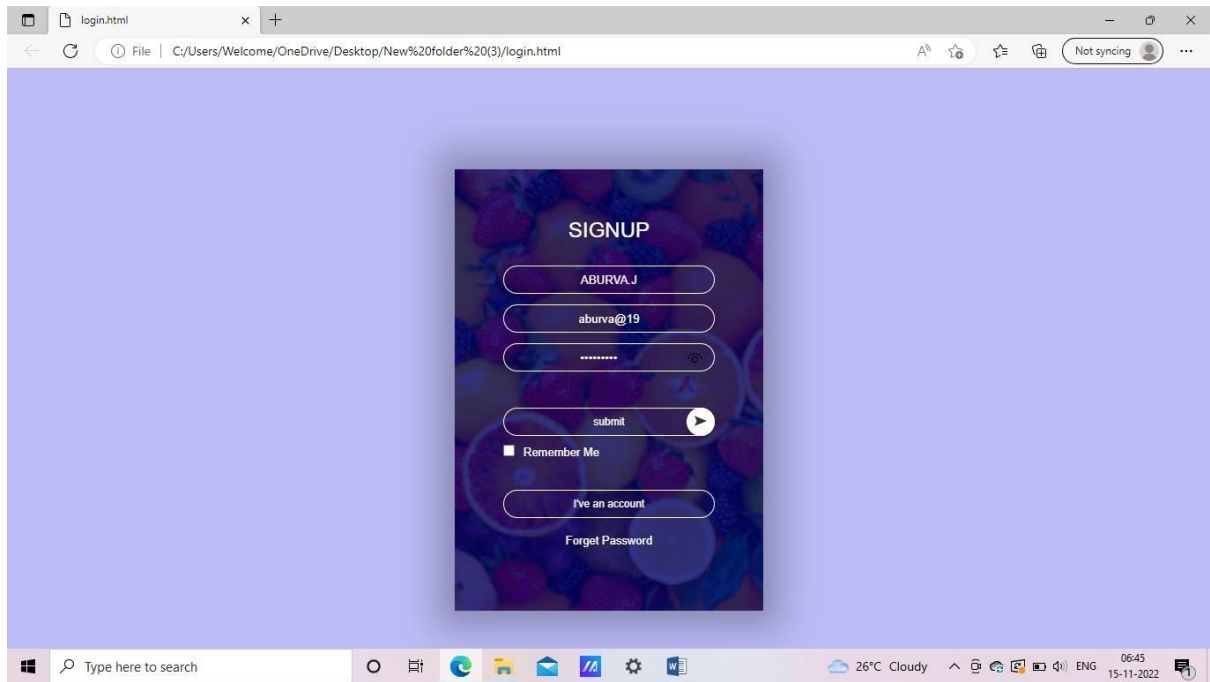 login.html
File
C:/Users/Welcome/OneDrive/Desktop/New%20folder%20(3)/login.html
Not syncing
SIGNUP
ABURVA.J
aburva@19
•••••••••
submit
Remember Me
I've an account
Forget Password
Type here to search
26°C Cloudy
ENG
06:45
15-11-2022
1